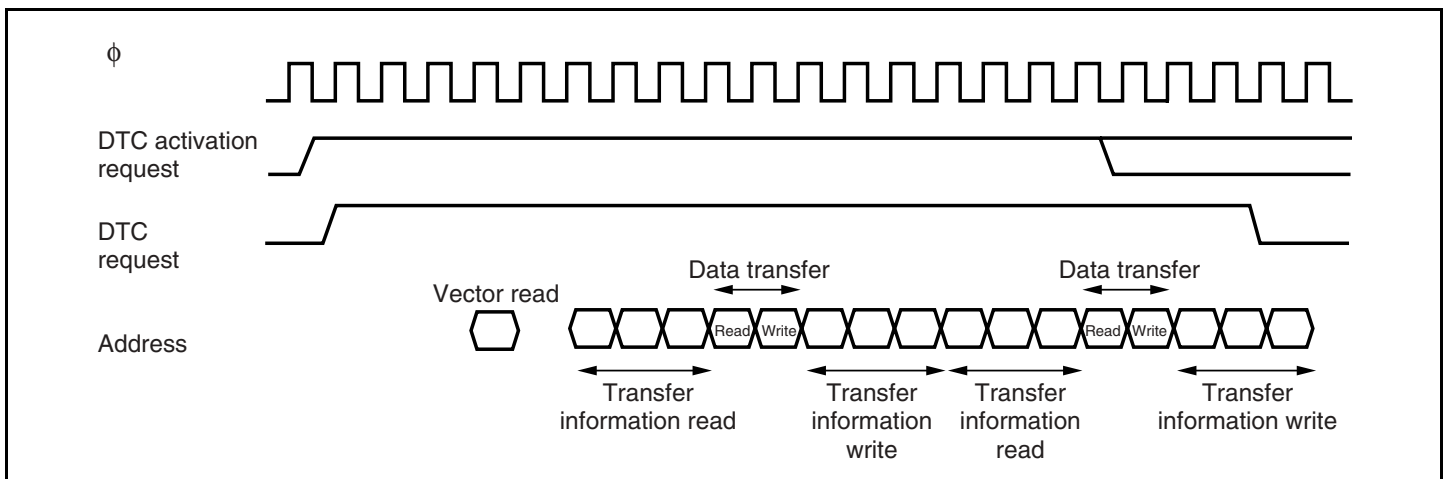 ϕ
DTC activation
request
DTC
request
Data transfer
Data transfer
Vector read
Address
Read
Write
Read
Write
Transfer
information read
Transfer
information
write
Transfer
information
read
Transfer
information write